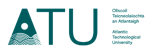 ATU
Ollscoil
Teicneolaíochta
an Atlantaigh
Atlantic
Technological
University